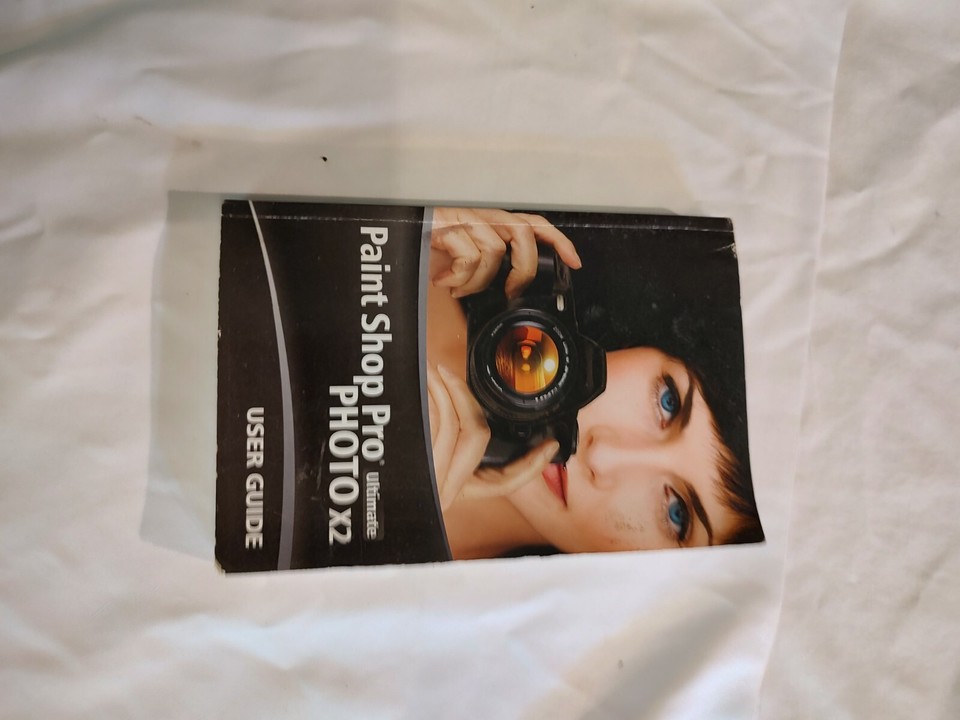 Paint Shop Pro® ultimate
PHOTO X2
USER GUIDE